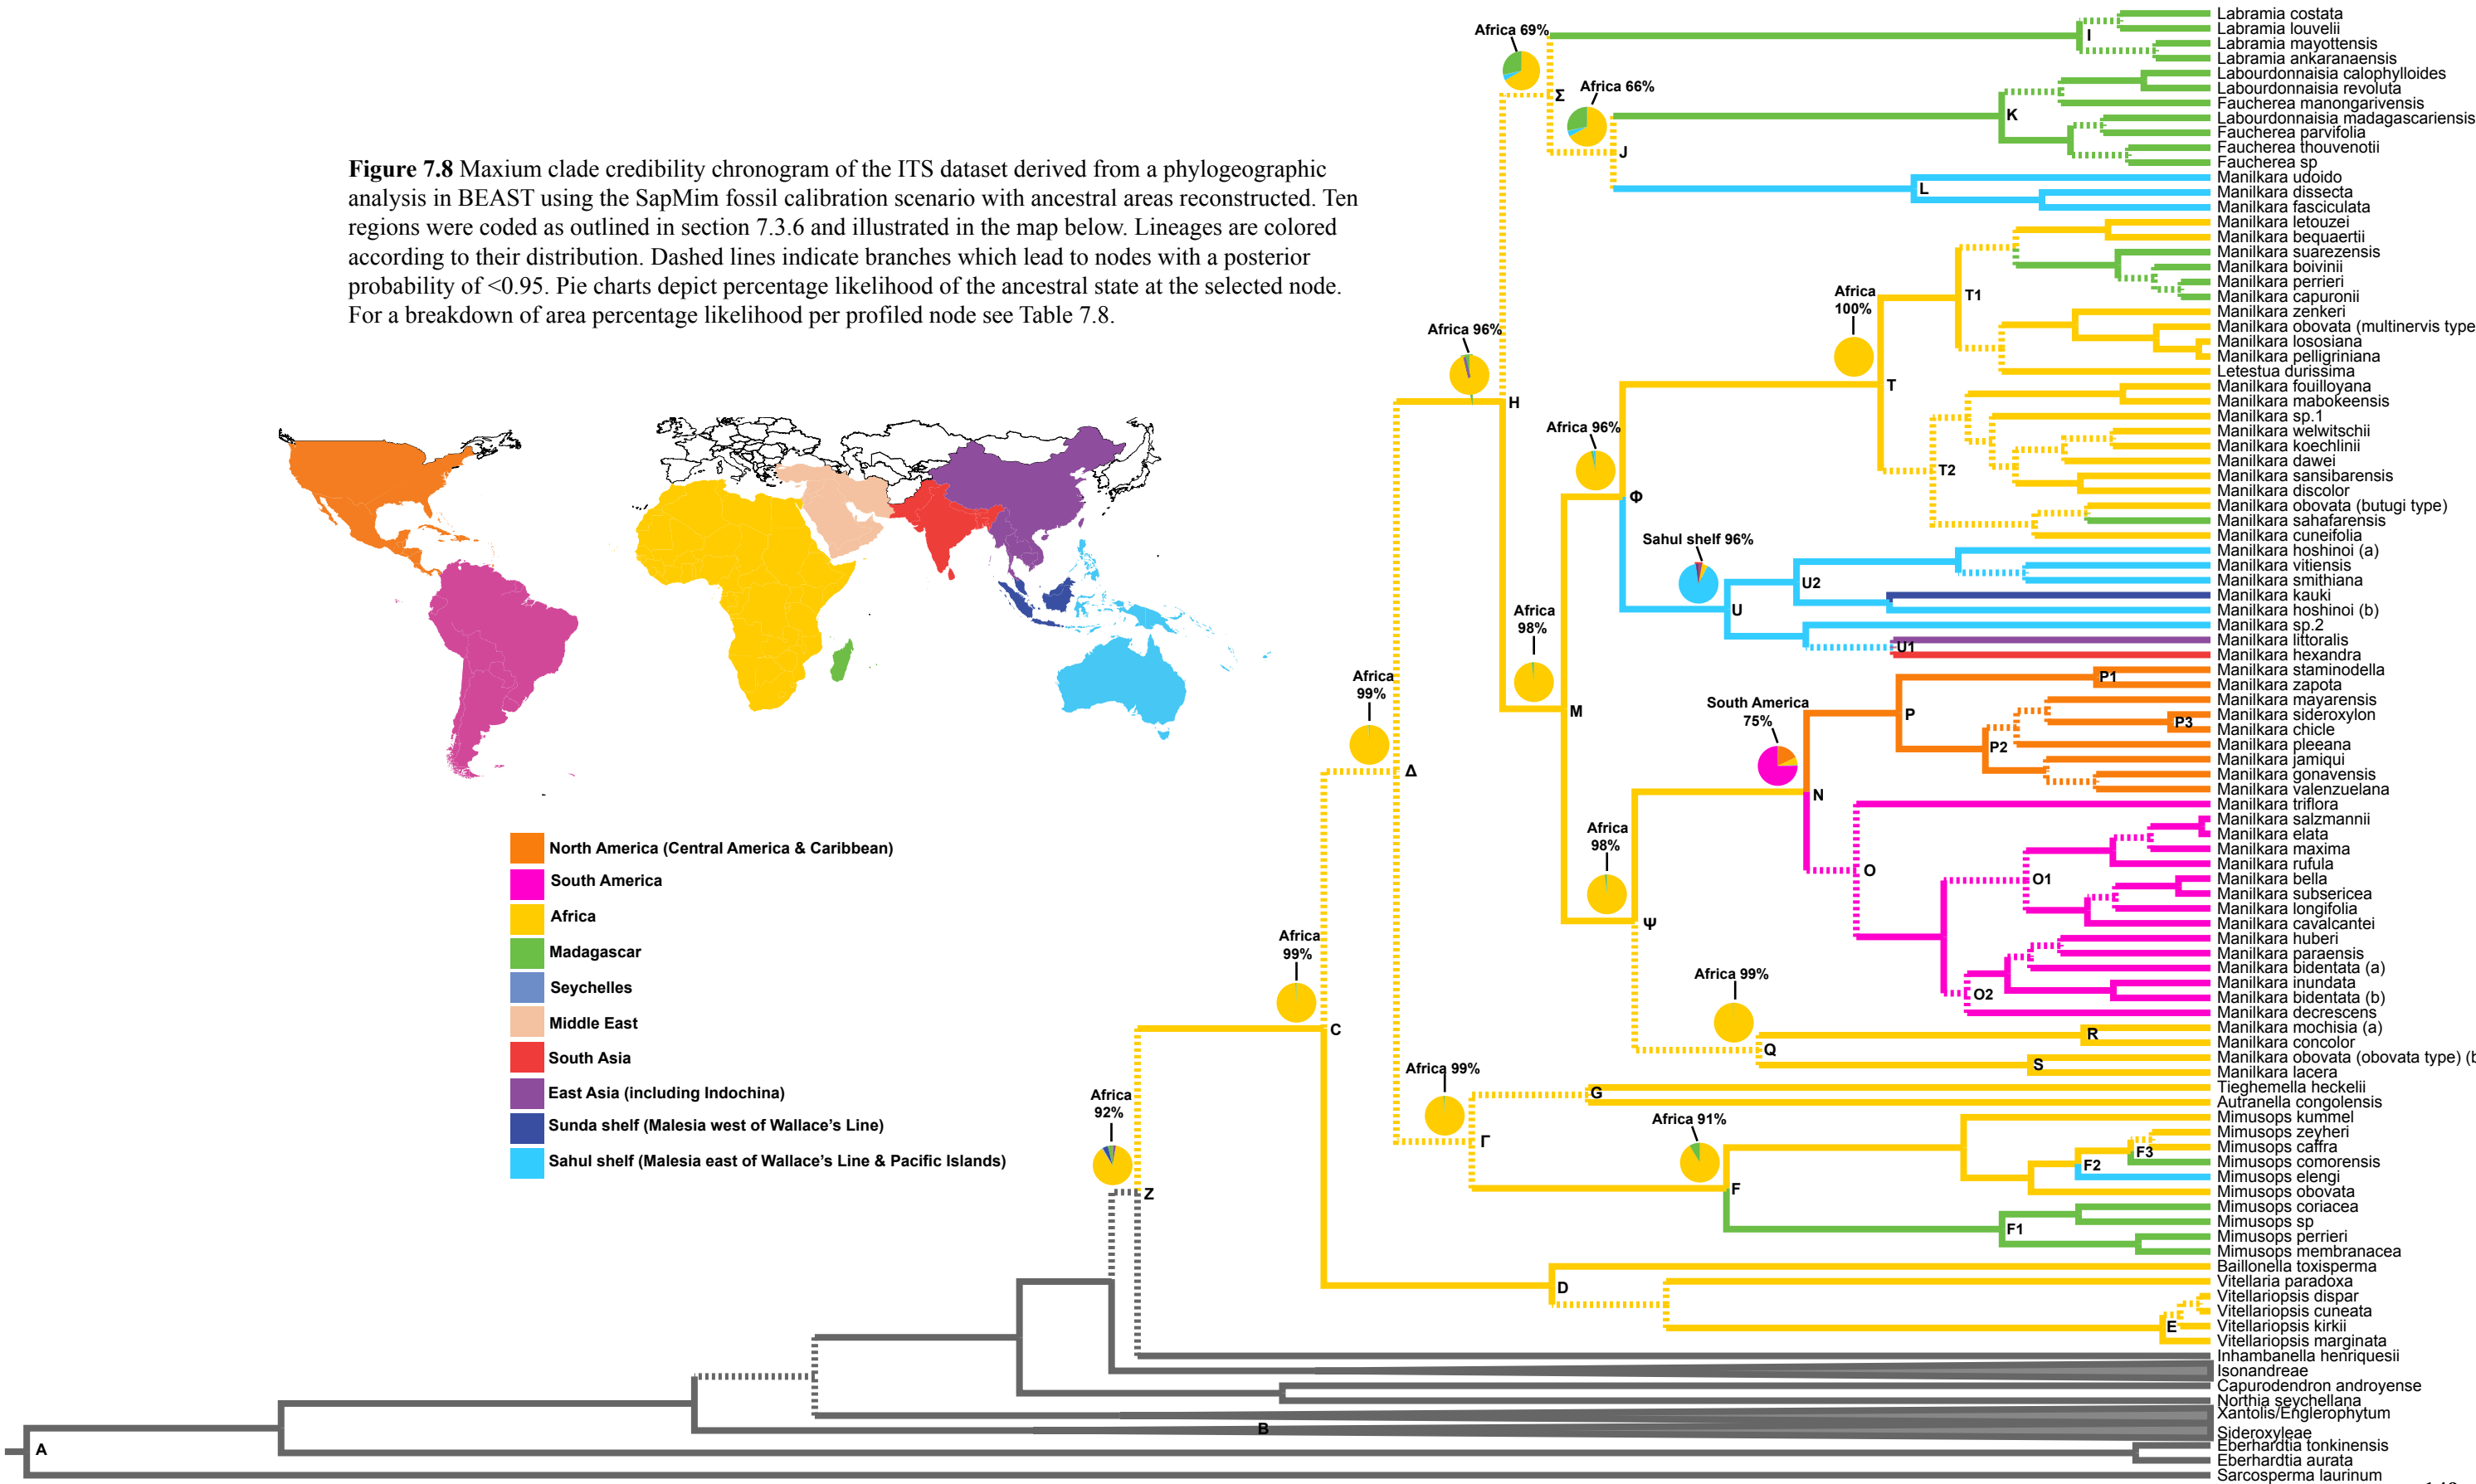 Figure 7.8 Maxium clade credibility chronogram of the ITS dataset derived from a phylogeographic
analysis in BEAST using the SapMim fossil calibration scenario with ancestral areas reconstructed. Ten
regions were coded as outlined in section 7.3.6 and illustrated in the map below. Lineages are colored
according to their distribution. Dashed lines indicate branches which lead to nodes with a posterior
probability of <0.95. Pie charts depict percentage likelihood of the ancestral state at the selected node.
For a breakdown of area percentage likelihood per profiled node see Table 7.8.
North America (Central America & Caribbean)
South America
Africa
Madagascar
Seychelles
Middle East
South Asia
East Asia (including Indochina)
Sunda shelf (Malesia west of Wallace's Line)
Sahul shelf (Malesia east of Wallace's Line & Pacific Islands)
Africa 69%
Africa 66%
Africa 96%
Africa
100%
Africa 96%
Sahul shelf 96%
Africa
98%
Africa
99%
South America
75%
Africa
98%
Africa
99%
Africa 99%
Africa 99%
Africa
92%
Africa 91%
I
Σ
K
J
L
T1
H
T
T2
Φ
U2
U
U1
P1
M
P
P3
P2
Δ
N
O
O1
Ψ
O2
C
R
Q
S
G
Γ
F3
F2
F
Z
F1
D
E
B
A
Labramia costata
Labramia louvelii
Labramia mayottensis
Labramia ankaranaensis
Labourdonnaisia calophylloides
Labourdonnaisia revoluta
Faucherea manongarivensis
Labourdonnaisia madagascariensis
Faucherea parvifolia
Faucherea thouvenotii
Faucherea sp
Manilkara udoido
Manilkara dissecta
Manilkara fasciculata
Manilkara letouzei
Manilkara bequaertii
Manilkara suarezensis
Manilkara boivinii
Manilkara perrieri
Manilkara capuronii
Manilkara zenkeri
Manilkara obovata (multinervis type
Manilkara lososiana
Manilkara pelligriniana
Letestua durissima
Manilkara fouilloyana
Manilkara mabokeensis
Manilkara sp.1
Manilkara welwitschii
Manilkara koechlinii
Manilkara dawei
Manilkara sansibarensis
Manilkara discolor
Manilkara obovata (butugi type)
Manilkara sahafarensis
Manilkara cuneifolia
Manilkara hoshinoi (a)
Manilkara vitiensis
Manilkara smithiana
Manilkara kauki
Manilkara hoshinoi (b)
Manilkara sp.2
Manilkara littoralis
Manilkara hexandra
Manilkara staminodella
Manilkara zapota
Manilkara mayarensis
Manilkara sideroxylon
Manilkara chicle
Manilkara pleeana
Manilkara jamiqui
Manilkara gonavensis
Manilkara valenzuelana
Manilkara triflora
Manilkara salzmannii
Manilkara elata
Manilkara maxima
Manilkara rufula
Manilkara bella
Manilkara subsericea
Manilkara longifolia
Manilkara cavalcantei
Manilkara huberi
Manilkara paraensis
Manilkara bidentata (a)
Manilkara inundata
Manilkara bidentata (b)
Manilkara decrescens
Manilkara mochisia (a)
Manilkara concolor
Manilkara obovata (obovata type) (b
Manilkara lacera
Tieghemella heckelii
Autranella congolensis
Mimusops kummel
Mimusops zeyheri
Mimusops caffra
Mimusops comorensis
Mimusops elengi
Mimusops obovata
Mimusops coriacea
Mimusops sp
Mimusops perrieri
Mimusops membranacea
Baillonella toxisperma
Vitellaria paradoxa
Vitellariopsis dispar
Vitellariopsis cuneata
Vitellariopsis kirkii
Vitellariopsis marginata
Inhambanella henriquesii
Isonandreae
Capurodendron androyense
Northia seychellana
Xantolis/Englerophytum
Sideroxyleae
Eberhardtia tonkinensis
Eberhardtia aurata
Sarcosperma laurinum